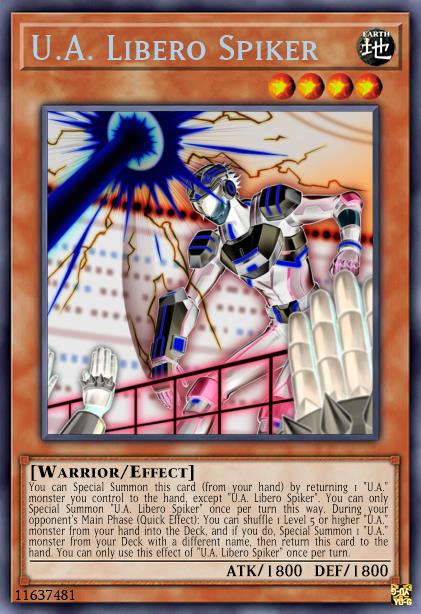 U.A. Libero Spiker
EARTH
地
[Warrior/Effect]
You can Special Summon this card (from your hand) by returning 1 "U.A."
monster you control to the hand, except "U.A. Libero Spiker". You can only
Special Summon "U.A. Libero Spiker" once per turn this way. During your
opponent's Main Phase (Quick Effect): You can shuffle 1 Level 5 or higher "U.A."
monster from your hand into the Deck, and if you do, Special Summon 1 "U.A."
monster from your Deck with a different name, then return this card to the
hand. You can only use this effect of "U.A. Libero Spiker" once per turn.
ATK/1800 DEF/1800
11637481